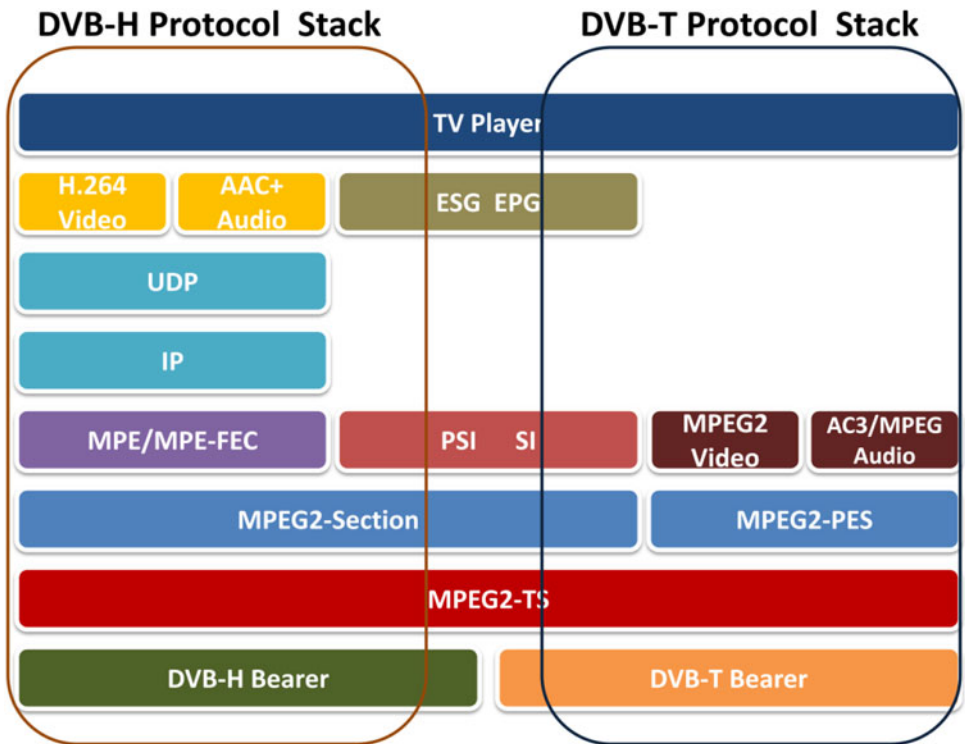 DVB-H Protocol Stack
DVB-T Protocol Stack
TV Player
H.264
Video
AAC+
Audio
ESG EPG
UDP
IP
MPE/MPE-FEC
PSI SI
MPEG2
Video
AC3/MPEG
Audio
MPEG2-Section
MPEG2-PES
MPEG2-TS
DVB-H Bearer
DVB-T Bearer